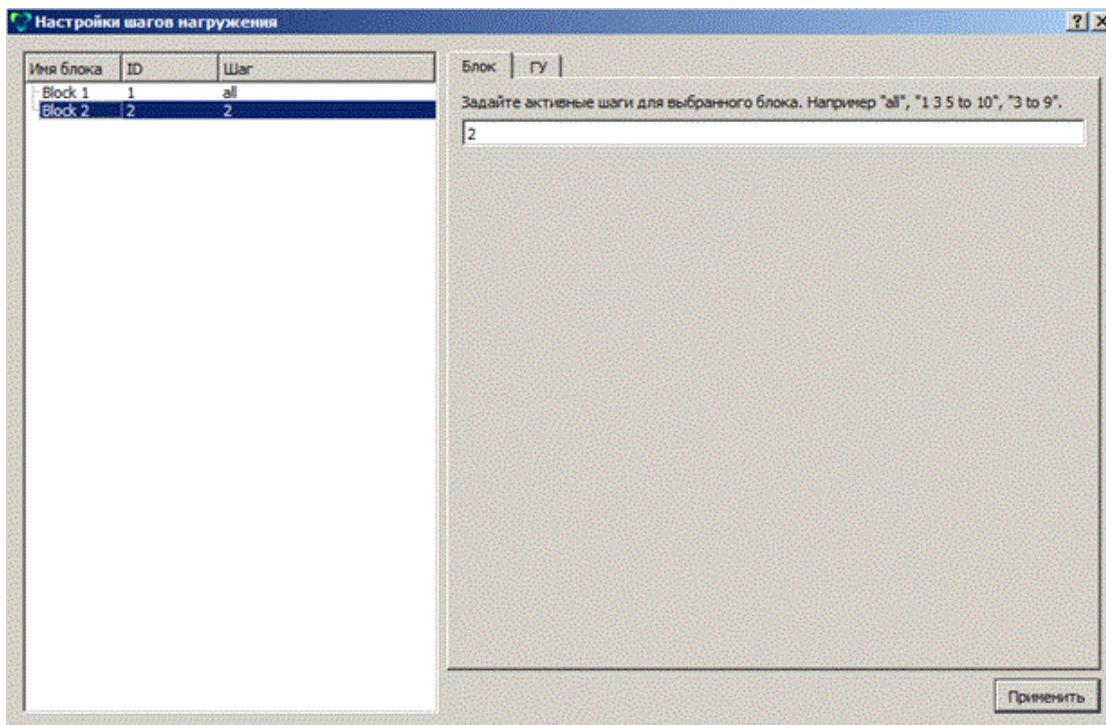 Настройки шагов нагружения
Имя блока ID Шаг
Block 1 1 all
Block 2 2 2
Блок ГУ
Задайте активные шаги для выбранного блока. Например "all", "1 3 5 to 10", "3 to 9".
2
Применить